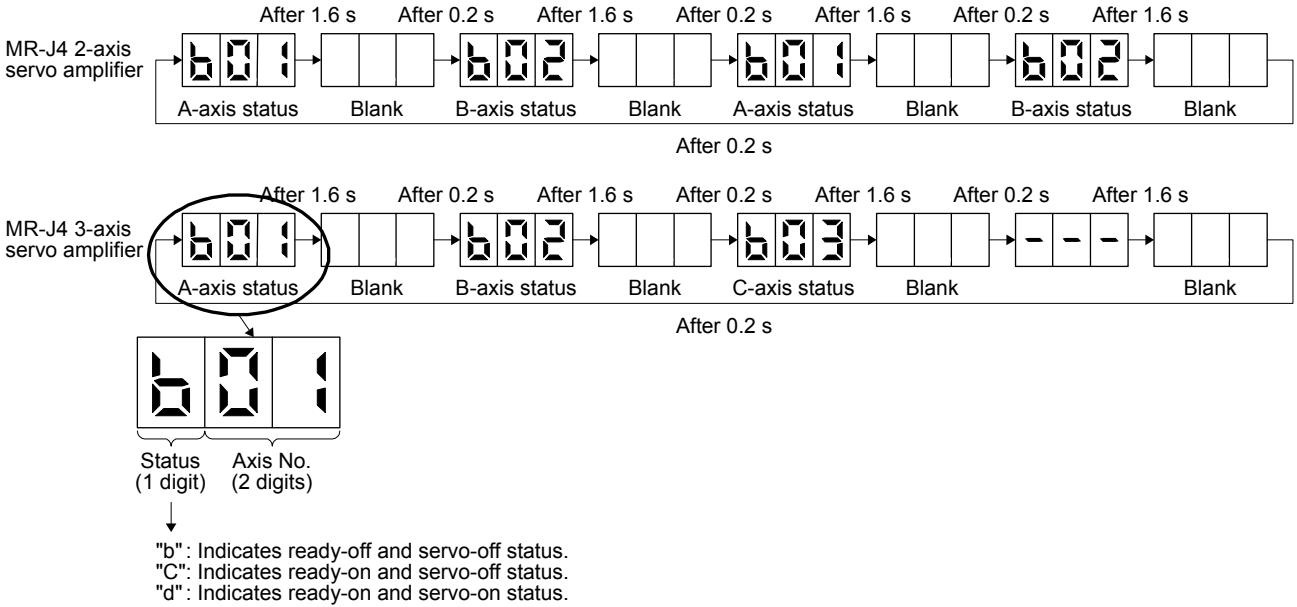 After 1.6 s After 0.2 s After 1.6 s After 0.2 s After 1.6 s After 0.2 s After 1.6 s
MR-J4 2-axis
servo amplifier
b01 b02 b01 b02
A-axis status Blank B-axis status Blank A-axis status Blank B-axis status Blank
After 0.2 s
After 1.6 s After 0.2 s After 1.6 s After 0.2 s After 1.6 s After 0.2 s After 1.6 s
MR-J4 3-axis
servo amplifier
b01 b02 b03 - - -
A-axis status Blank B-axis status Blank C-axis status Blank Blank
After 0.2 s
b01
Status Axis No.
(1 digit) (2 digits)
"b": Indicates ready-off and servo-off status.
"C": Indicates ready-on and servo-off status.
"d": Indicates ready-on and servo-on status.